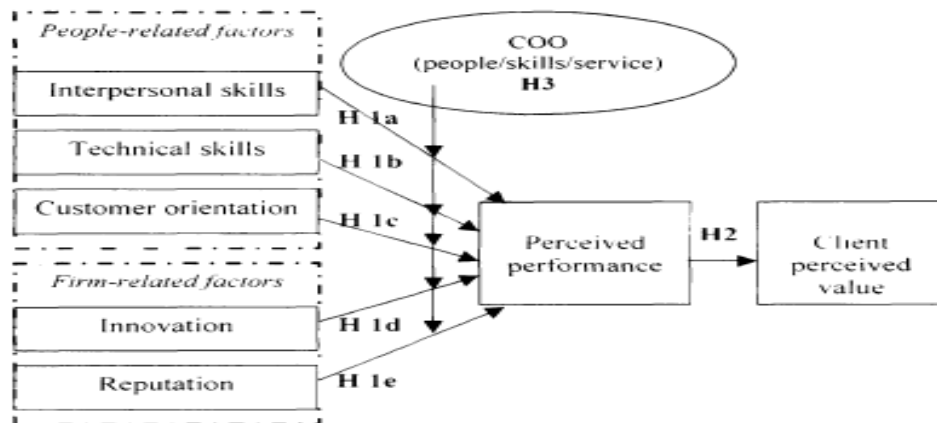 People-related factors
Interpersonal skills
Technical skills
Customer orientation
Firm-related factors
Innovation
Reputation
COO
(people/skills/service)
H3
H 1a
H 1b
H 1c
H 1d
H 1e
Perceived
performance
H2
Client
perceived
value